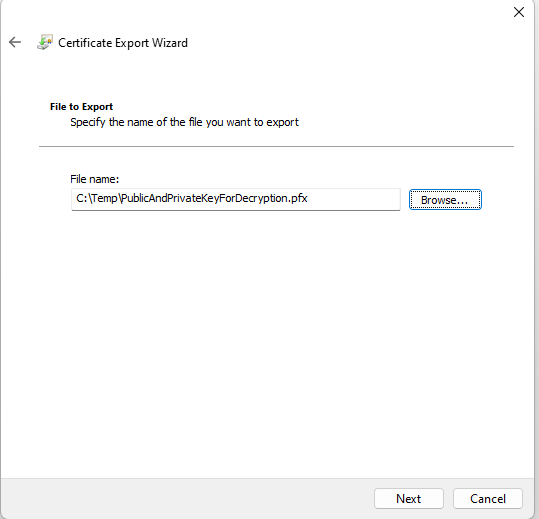 Certificate Export Wizard
File to Export
Specify the name of the file you want to export
File name:
C:\Temp\PublicAndPrivateKeyForDecryption.pfx
Browse...
Next
Cancel